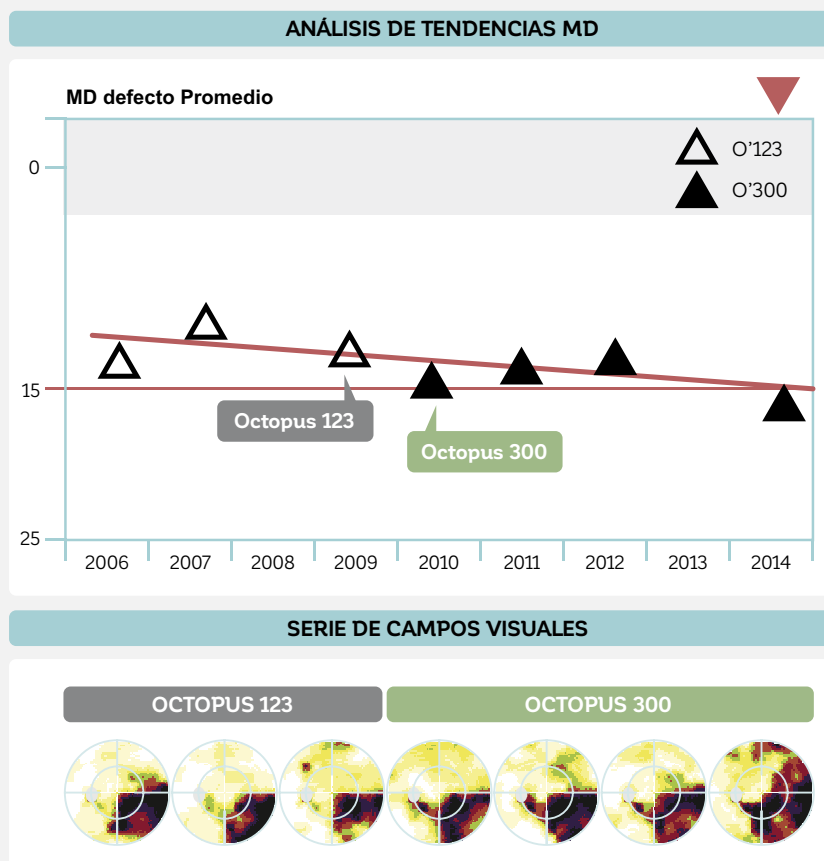 ANÁLISIS DE TENDENCIAS MD
MD defecto Promedio
O'123
O'300
0
15
25
Octopus 123
Octopus 300
2006 2007 2008 2009 2010 2011 2012 2013 2014
SERIE DE CAMPOS VISUALES
OCTOPUS 123 OCTOPUS 300